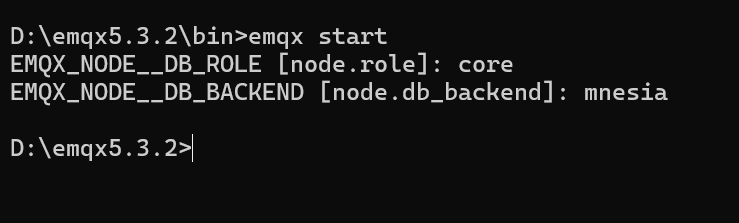 D:\emqx5.3.2\bin>emqx start
EMQX_NODE__DB_ROLE [node.role]: core
EMQX_NODE__DB_BACKEND [node.db_backend]: mnesia
D:\emqx5.3.2>